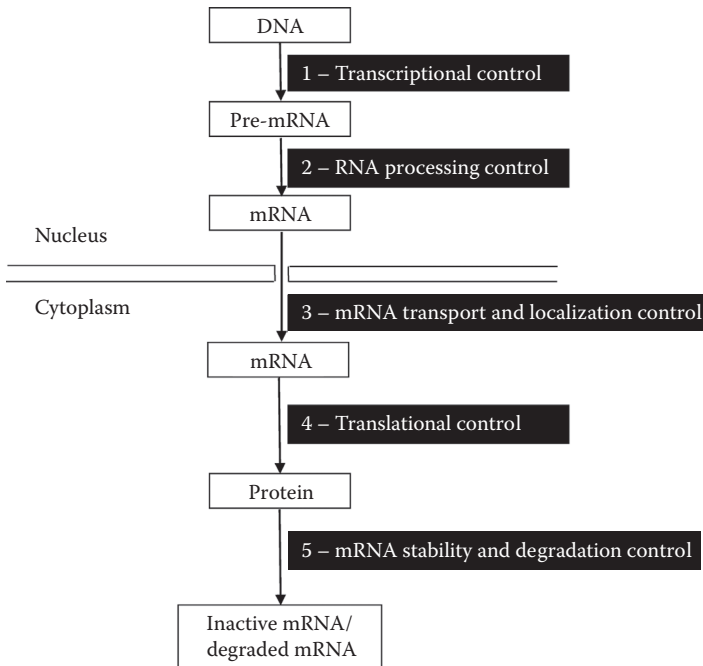 DNA
1 – Transcriptional control
Pre-mRNA
2 – RNA processing control
mRNA
Nucleus
Cytoplasm
3 – mRNA transport and localization control
mRNA
4 – Translational control
Protein
5 – mRNA stability and degradation control
Inactive mRNA/
degraded mRNA